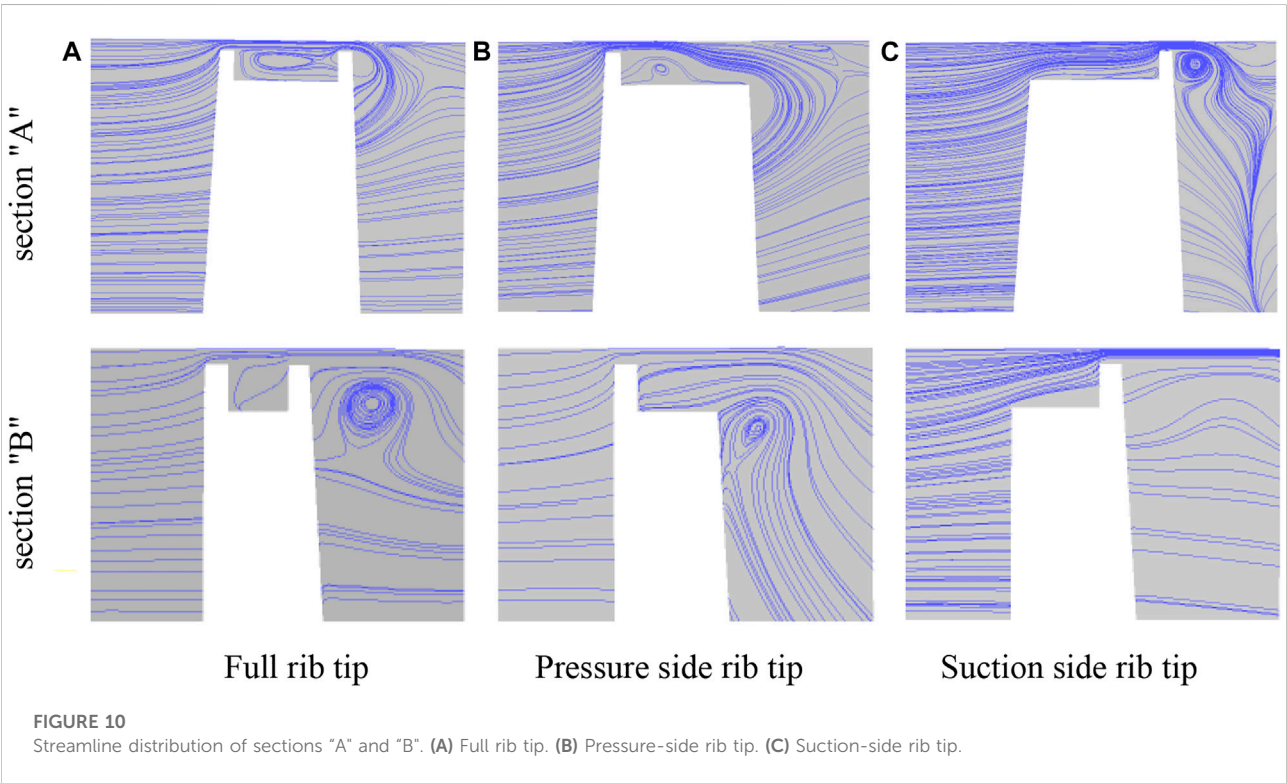 A
B
C
section "A"
section "B"
Full rib tip
Pressure side rib tip
Suction side rib tip
FIGURE 10
Streamline distribution of sections “A” and “B”. (A) Full rib tip. (B) Pressure-side rib tip. (C) Suction-side rib tip.